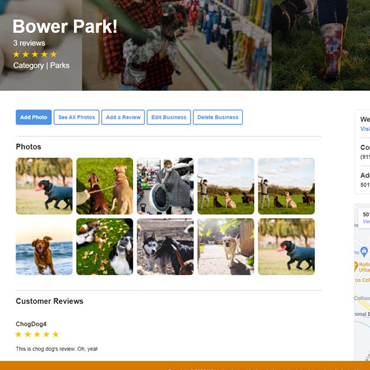 Bower Park!
3 reviews
Category | Parks
Add Photo
See All Photos
Add a Review
Edit Business
Delete Business
Photos
Customer Reviews
ChogDog4
This is chog dog's review. Oh, yea!
We
Visi
Co
(91
Ad
501
50
Vie